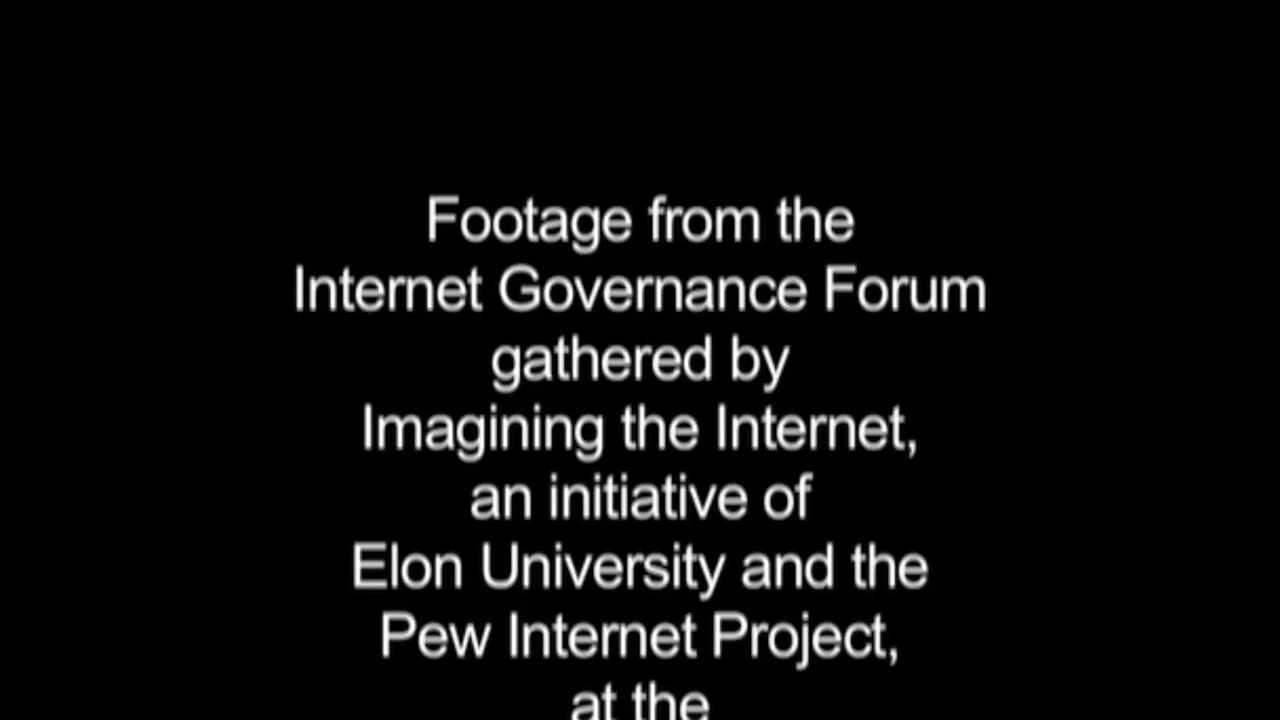 Footage from the
Internet Governance Forum
gathered by
Imagining the Internet,
an initiative of
Elon University and the
Pew Internet Project,
at the